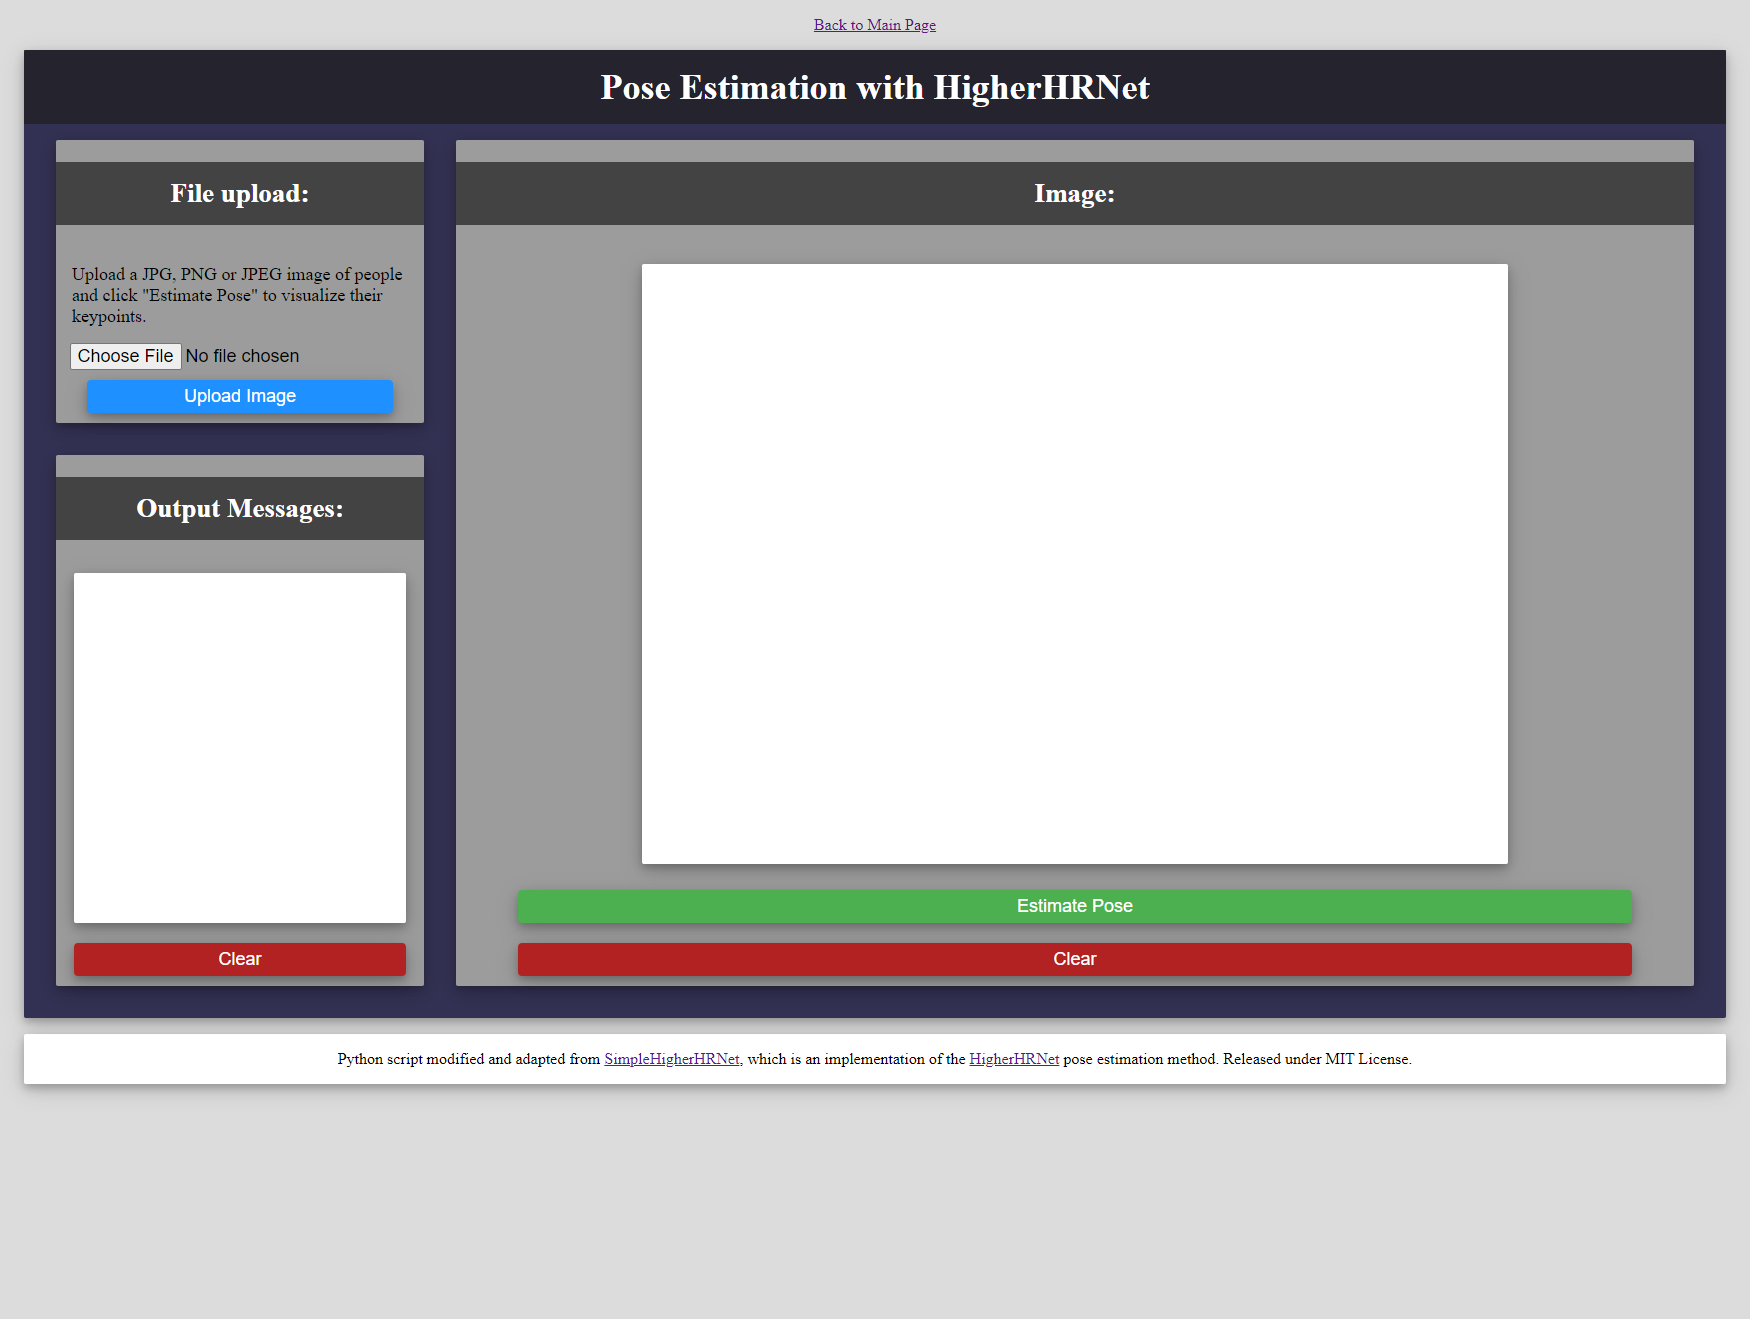 Back to Main Page
Pose Estimation with HigherHRNet
File upload:
Upload a JPG, PNG or JPEG image of people
and click "Estimate Pose" to visualize their
keypoints.
Choose File No file chosen
Upload Image
Output Messages:
Clear
Image:
Estimate Pose
Clear
Python script modified and adapted from SimpleHigherHRNet, which is an implementation of the HigherHRNet pose estimation method. Released under MIT License.